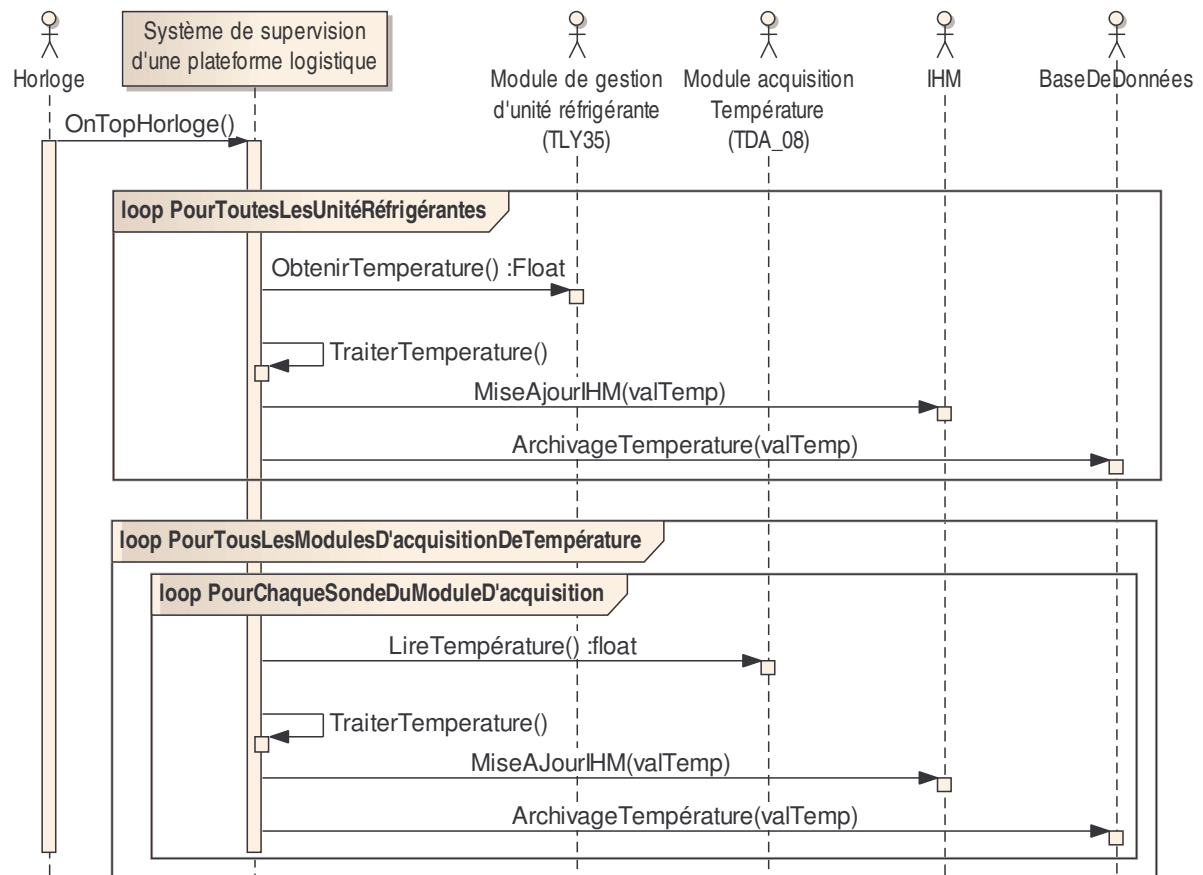 Système de supervision
d'une plateforme logistique
Horloge
Module de gestion
d'unité réfrigérante
(TLY35)
Module acquisition
Température
(TDA_08)
IHM
BaseDeDonnées
OnTopHorloge()
loop PourToutesLesUnitéRéfrigérantes
ObtenirTemperature() :Float
TraiterTemperature()
MiseAjourIHM(valTemp)
ArchivageTemperature(valTemp)
loop PourTousLesModulesD'acquisitionDeTempérature
loop PourChaqueSondeDuModuleD'acquisition
LireTempérature() :float
TraiterTemperature()
MiseAJourIHM(valTemp)
ArchivageTempérature(valTemp)